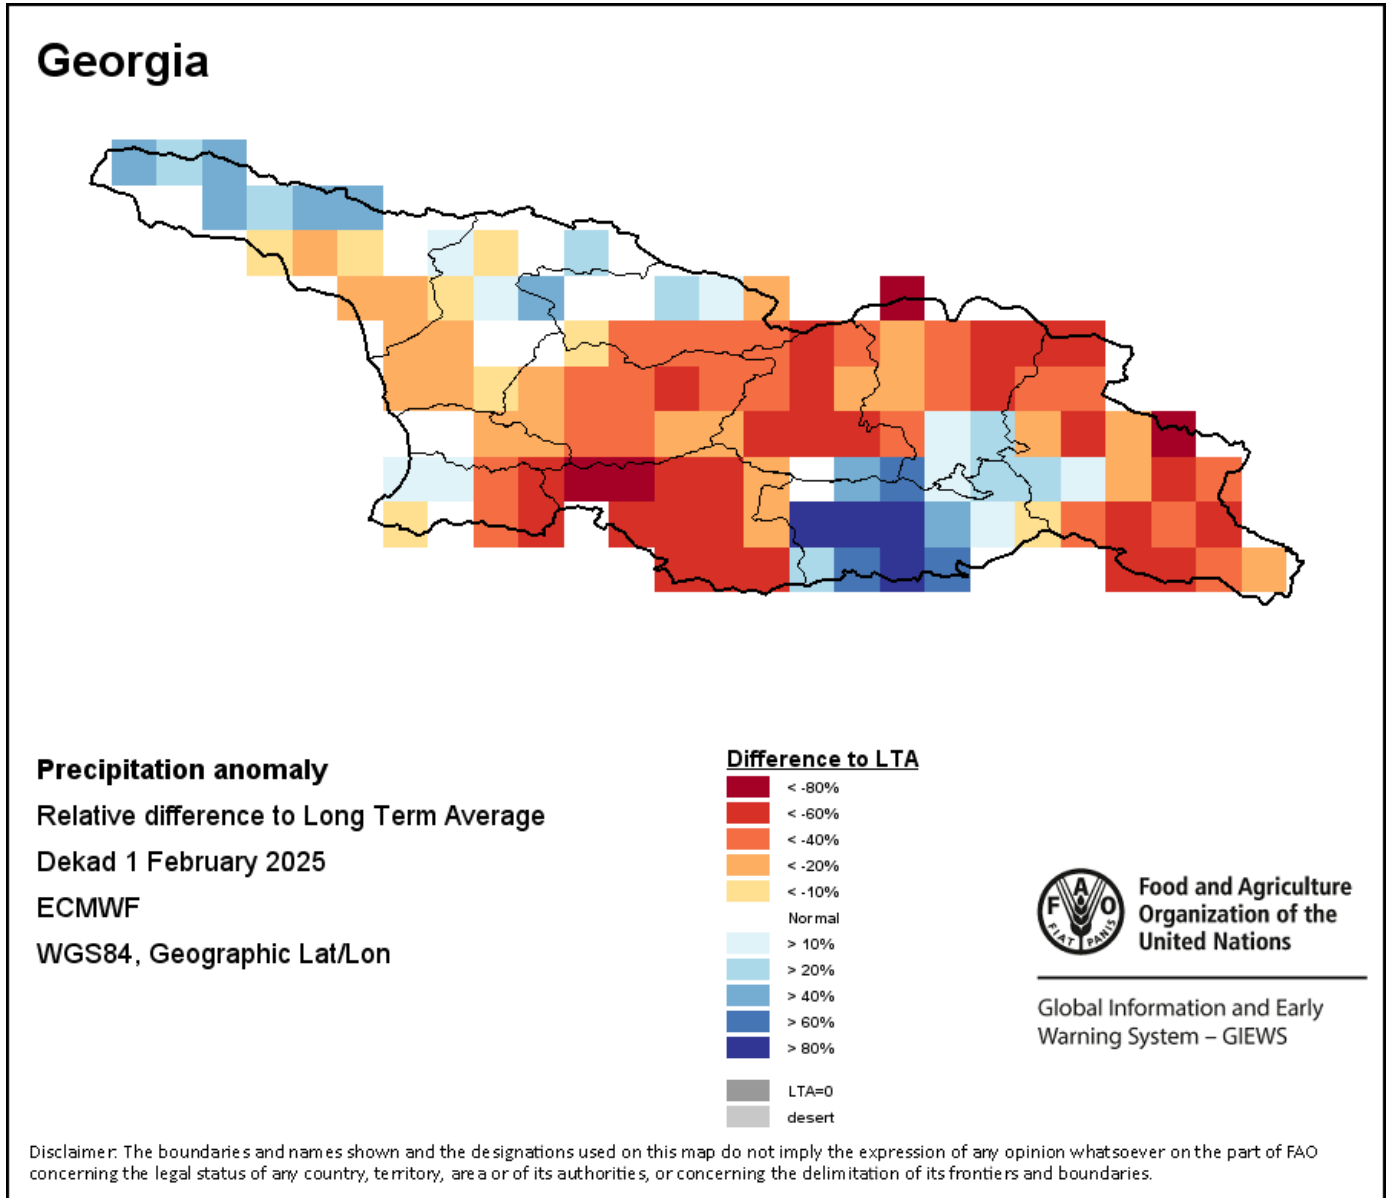 Georgia
Precipitation anomaly
Relative difference to Long Term Average
Dekad 1 February 2025
ECMWF
WGS84, Geographic Lat/Lon
Difference to LTA
< -80%
< -60%
< -40%
< -20%
< -10%
Normal
> 10%
> 20%
> 40%
> 60%
> 80%
LTA=0
desert
F A O
FIAT PANIS
Food and Agriculture
Organization of the
United Nations
Global Information and Early
Warning System – GIEWS
Disclaimer: The boundaries and names shown and the designations used on this map do not imply the expression of any opinion whatsoever on the part of FAO
concerning the legal status of any country, territory, area or of its authorities, or concerning the delimitation of its frontiers and boundaries.